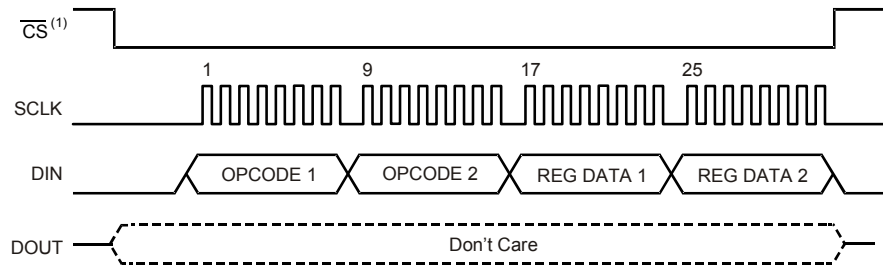 CS (1)
1 9 17 25
SCLK
DIN OPCODE 1 OPCODE 2 REG DATA 1 REG DATA 2
DOUT Don't Care